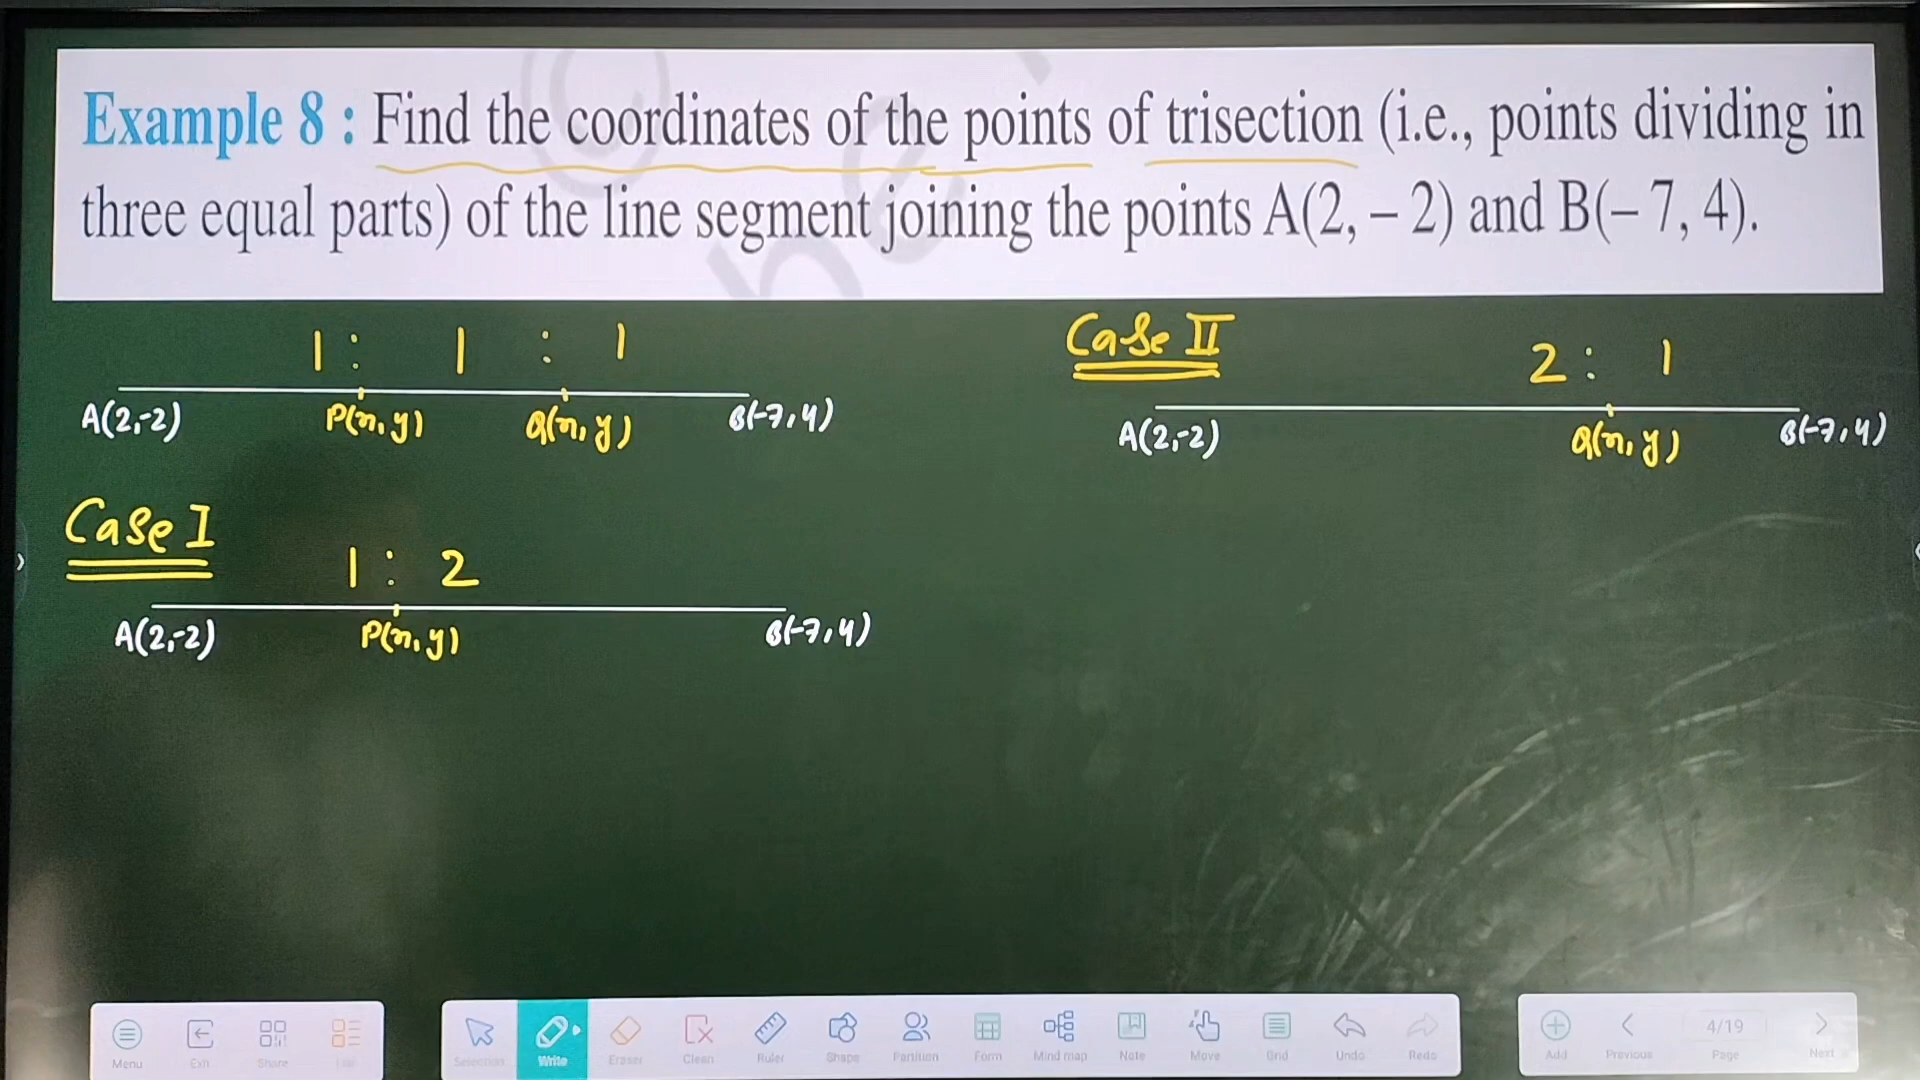 Example 8 : Find the coordinates of the points of trisection (i.e., points dividing in
three equal parts) of the line segment joining the points A(2, – 2) and B(– 7, 4).
1 : 1 : 1
A(2,-2) P(x,y) Q(x,y) B(-7,4)
Case I
1 : 2
A(2,-2) P(x,y) B(-7,4)
Case II
2 : 1
A(2,-2) Q(x,y) B(-7,4)
Menu Exit Share
Selection Write Eraser Clean Ruler Shape Partition Form Mind map Note Move Grid Undo Redo
Add Previous 4/19 Page Next